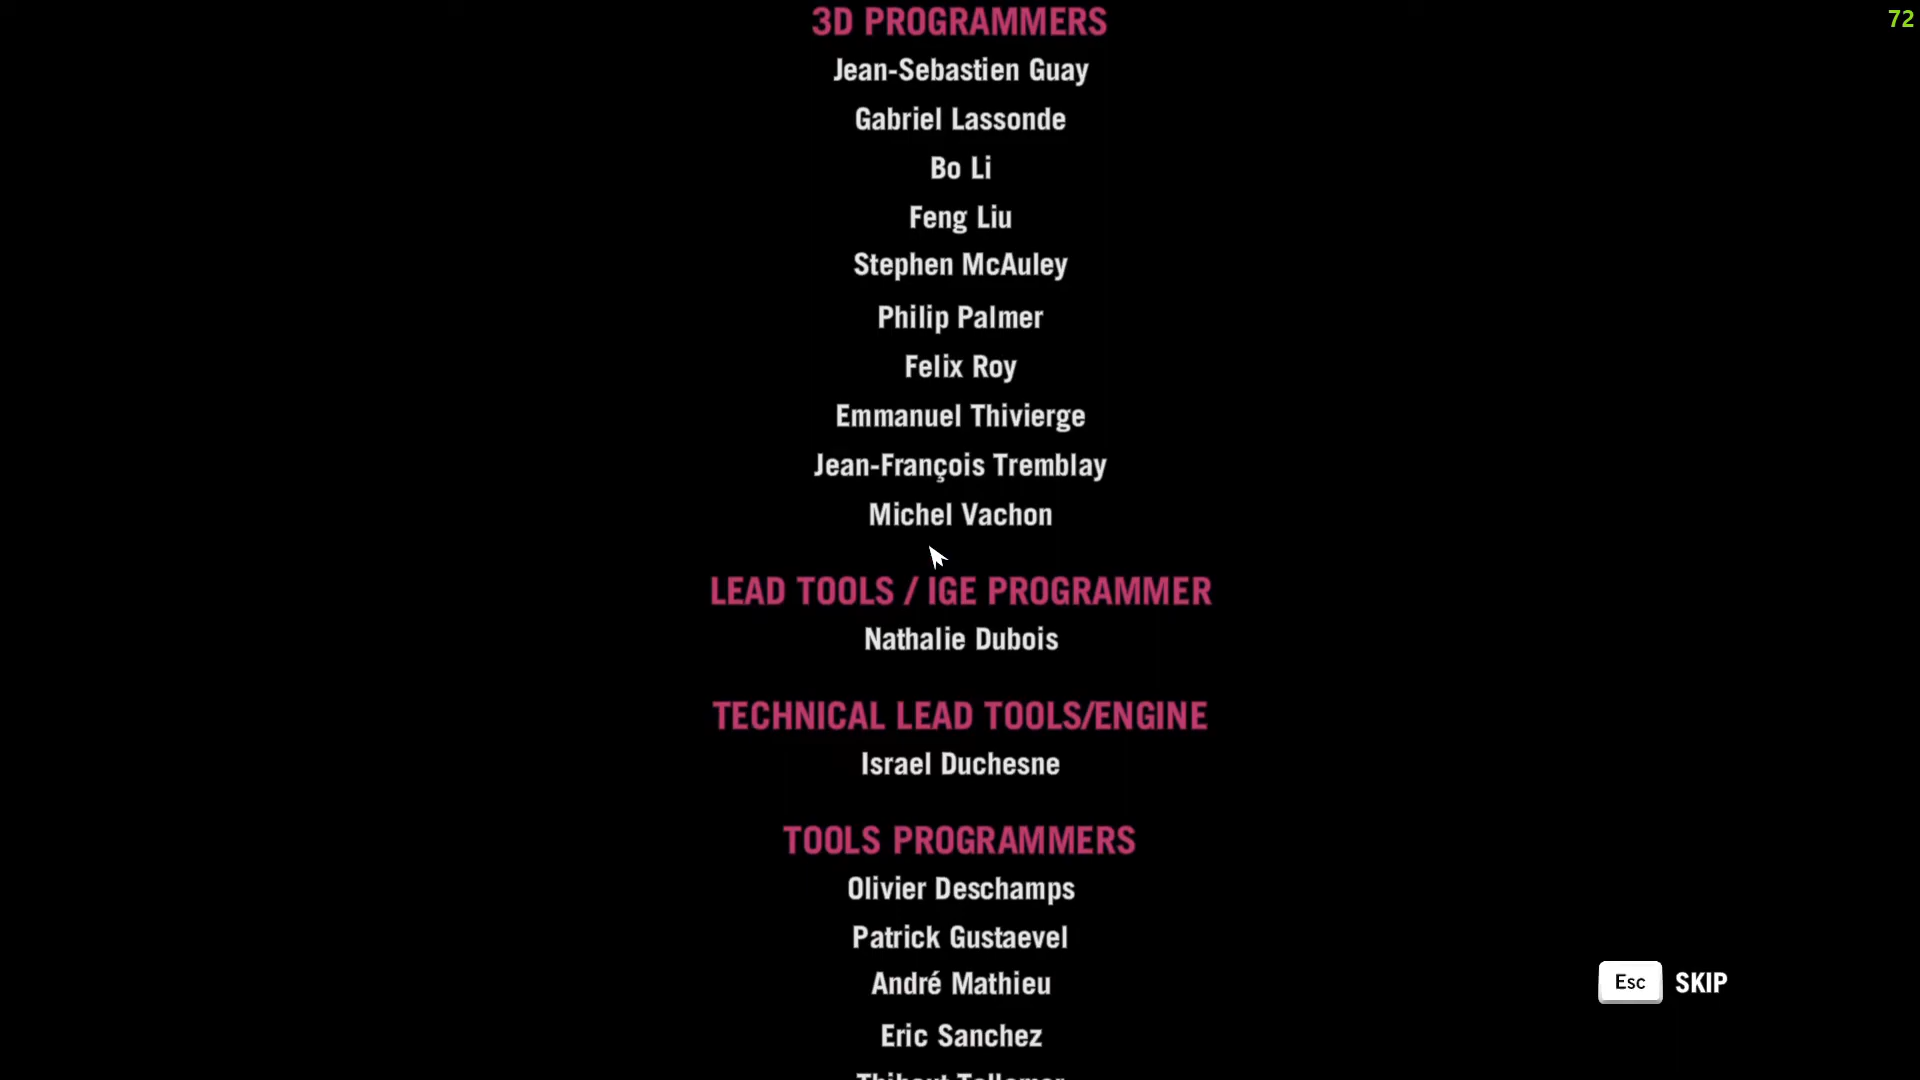 72
3D PROGRAMMERS
Jean-Sebastien Guay
Gabriel Lassonde
Bo Li
Feng Liu
Stephen McAuley
Philip Palmer
Felix Roy
Emmanuel Thivierge
Jean-François Tremblay
Michel Vachon
LEAD TOOLS / IGE PROGRAMMER
Nathalie Dubois
TECHNICAL LEAD TOOLS/ENGINE
Israel Duchesne
TOOLS PROGRAMMERS
Olivier Deschamps
Patrick Gustaevel
André Mathieu
Esc SKIP
Eric Sanchez